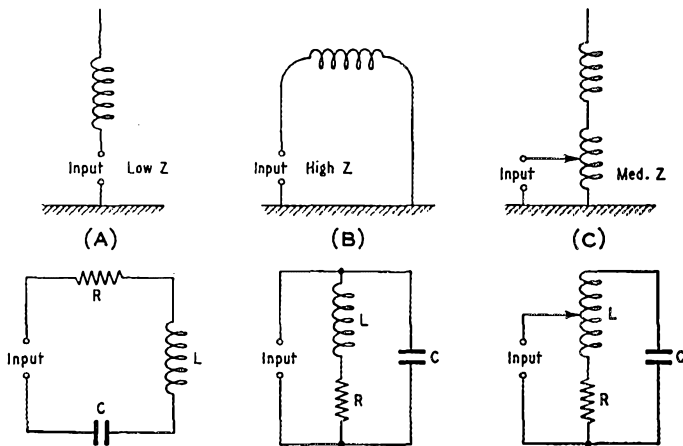 Input Low Z
Input High Z
Input Med. Z
(A)
(B)
(C)
R
Input
L
C
Input
L
R
C
Input
L
R
C